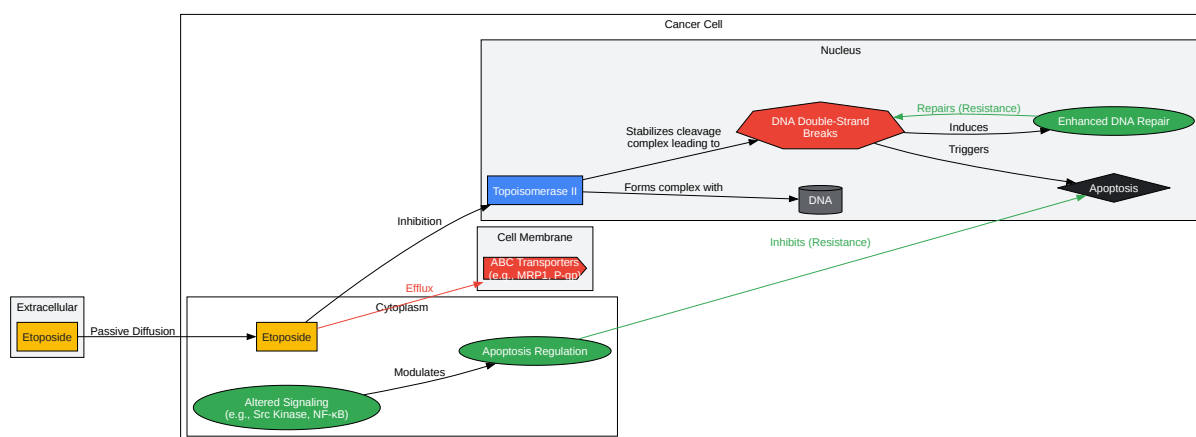 Cancer Cell
Nucleus
Repairs (Resistance)
DNA Double-Strand
Breaks
Enhanced DNA Repair
Induces
Stabilizes cleavage
complex leading to
Triggers
Topoisomerase II
Forms complex with
DNA
Apoptosis
Inhibition
Cell Membrane
Inhibits (Resistance)
ABC Transporters
(e.g., MRP1, P-gp)
Efflux
Extracellular
Cytoplasm
Etoposide
Passive Diffusion
Etoposide
Apoptosis Regulation
Modulates
Altered Signaling
(e.g., Src Kinase, NF-κB)